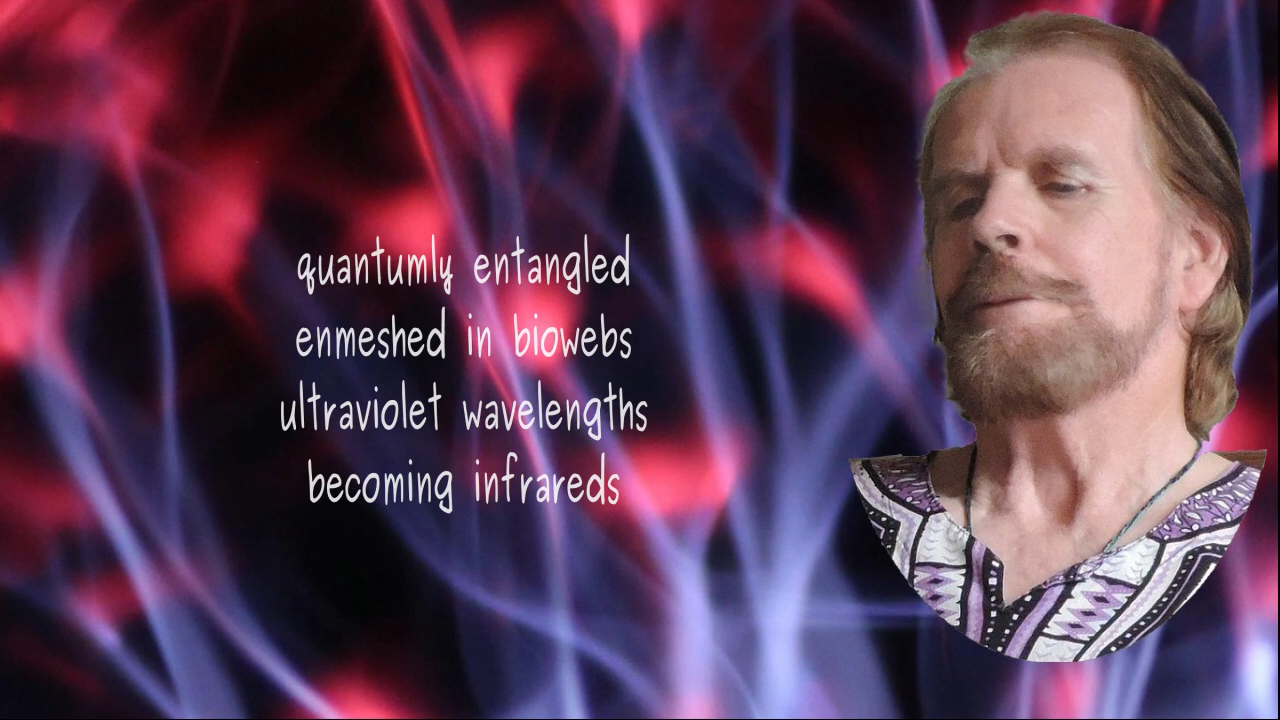 quantumly entangled
enmeshed in biowebs
ultraviolet wavelengths
becoming infrareds